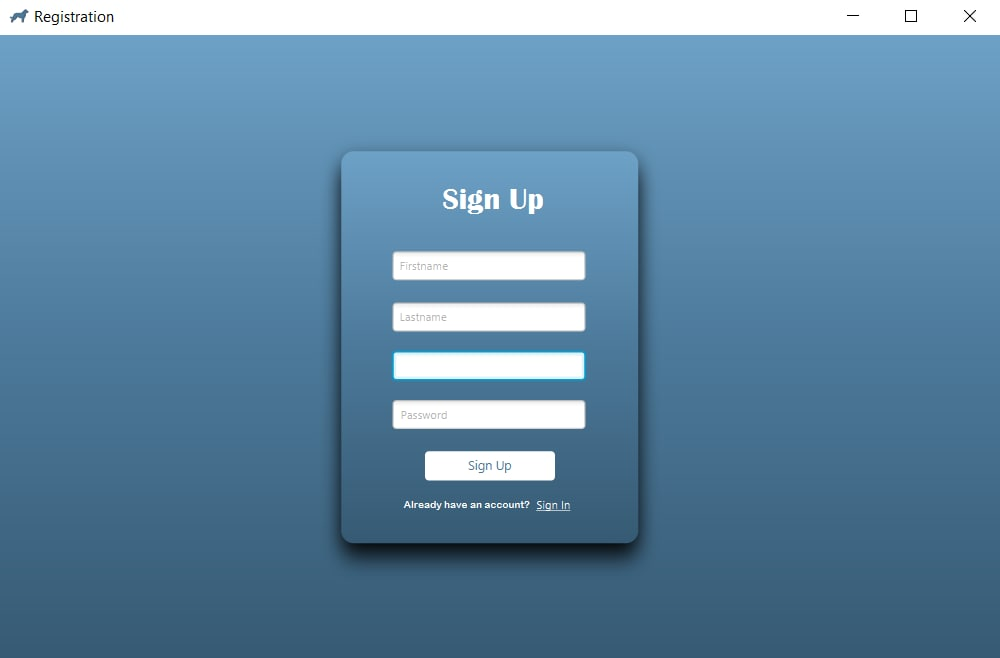 Registration
Sign Up
Firstname
Lastname
Password
Sign Up
Already have an account? Sign In